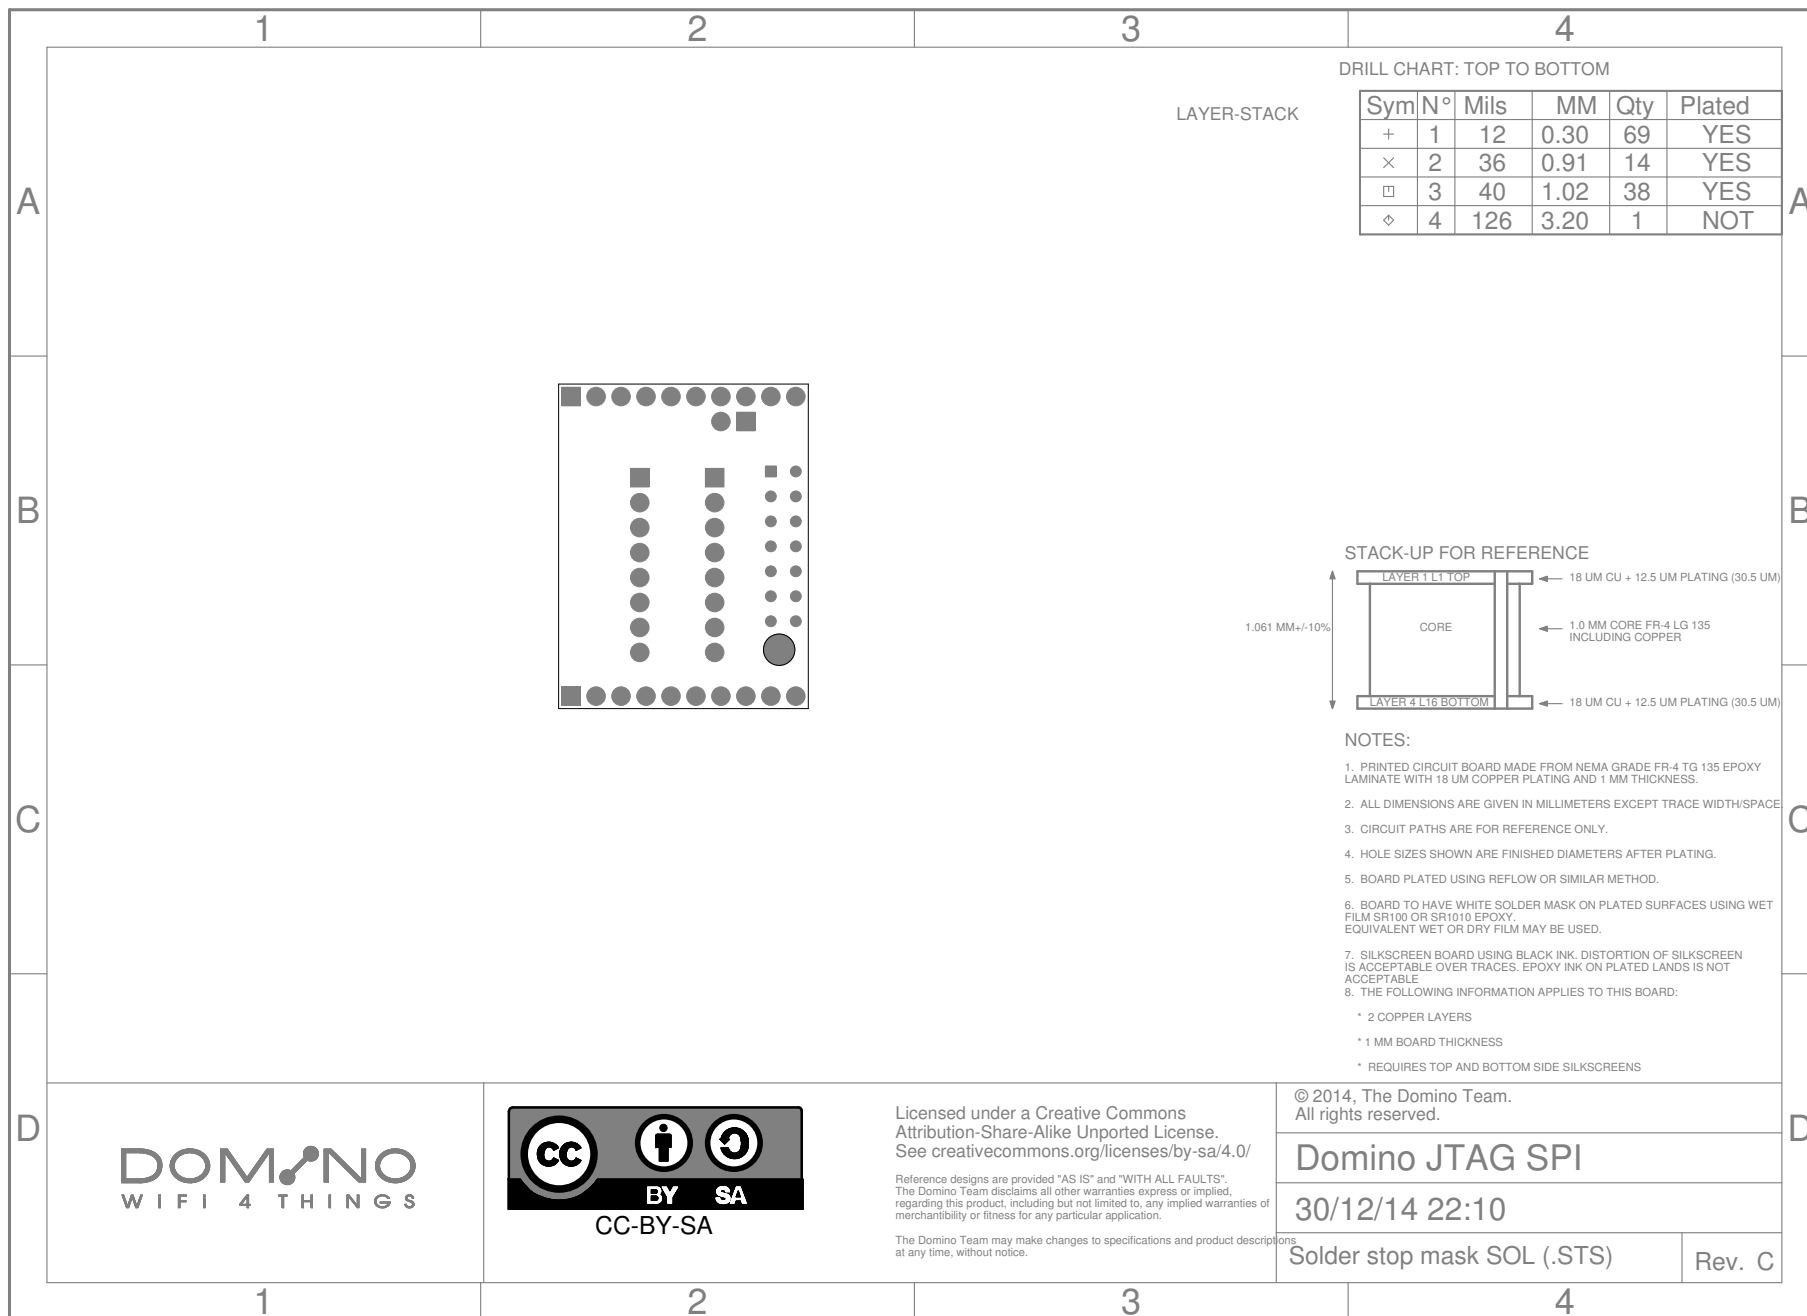 1 2 3 4
DRILL CHART: TOP TO BOTTOM
LAYER-STACK
Sym N° Mils MM Qty Plated
+ 1 12 0.30 69 YES
× 2 36 0.91 14 YES
3 40 1.02 38 YES
4 126 3.20 1 NOT
A A
B B
STACK-UP FOR REFERENCE
LAYER 1 L1 TOP
18 UM CU + 12.5 UM PLATING (30.5 UM)
1.061 MM+/-10%
CORE
1.0 MM CORE FR-4 LG 135
INCLUDING COPPER
LAYER 4 L16 BOTTOM
18 UM CU + 12.5 UM PLATING (30.5 UM)
NOTES:
1. PRINTED CIRCUIT BOARD MADE FROM NEMA GRADE FR-4 TG 135 EPOXY
LAMINATE WITH 18 UM COPPER PLATING AND 1 MM THICKNESS.
2. ALL DIMENSIONS ARE GIVEN IN MILLIMETERS EXCEPT TRACE WIDTH/SPACE
C C
3. CIRCUIT PATHS ARE FOR REFERENCE ONLY.
4. HOLE SIZES SHOWN ARE FINISHED DIAMETERS AFTER PLATING.
5. BOARD PLATED USING REFLOW OR SIMILAR METHOD.
6. BOARD TO HAVE WHITE SOLDER MASK ON PLATED SURFACES USING WET
FILM SR100 OR SR1010 EPOXY.
EQUIVALENT WET OR DRY FILM MAY BE USED.
7. SILKSCREEN BOARD USING BLACK INK. DISTORTION OF SILKSCREEN
IS ACCEPTABLE OVER TRACES. EPOXY INK ON PLATED LANDS IS NOT
ACCEPTABLE
8. THE FOLLOWING INFORMATION APPLIES TO THIS BOARD:
* 2 COPPER LAYERS
* 1 MM BOARD THICKNESS
* REQUIRES TOP AND BOTTOM SIDE SILKSCREENS
D D
DOMINO
WIFI 4 THINGS
cc
BY SA
CC-BY-SA
Licensed under a Creative Commons
Attribution-Share-Alike Unported License.
See creativecommons.org/licenses/by-sa/4.0/
Reference designs are provided "AS IS" and "WITH ALL FAULTS".
The Domino Team disclaims all other warranties express or implied,
regarding this product, including but not limited to, any implied warranties of
merchantibility or fitness for any particular application.
The Domino Team may make changes to specifications and product descriptions
at any time, without notice.
© 2014, The Domino Team.
All rights reserved.
Domino JTAG SPI
30/12/14 22:10
Solder stop mask SOL (.STS)
Rev. C
1 2 3 4